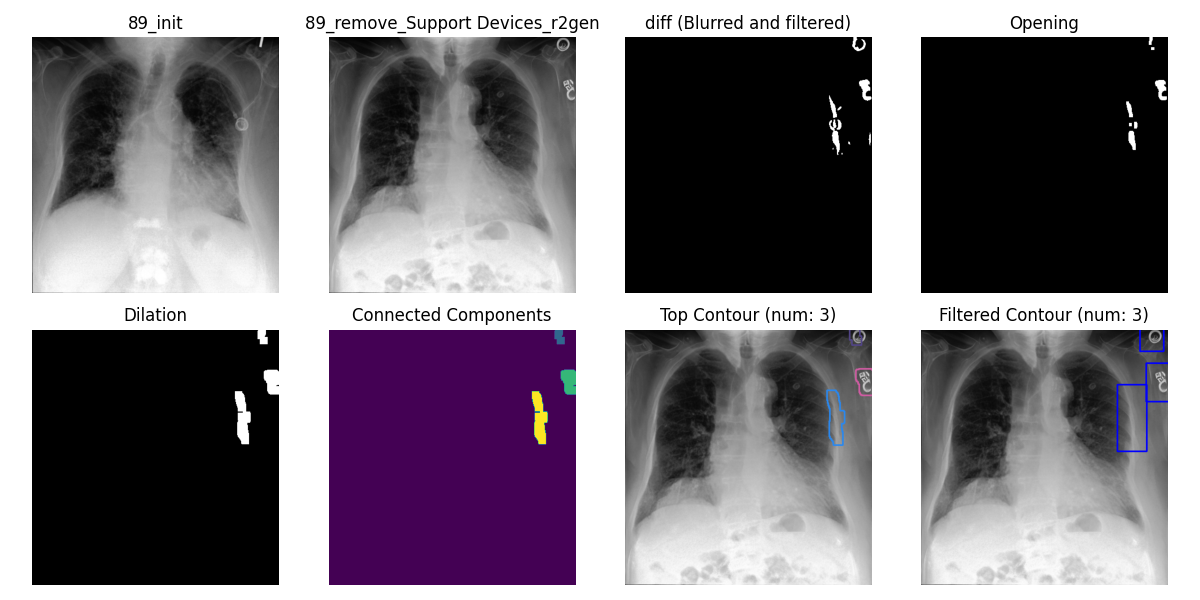 89_init
89_remove_Support Devices_r2gen
diff (Blurred and filtered)
Opening
Dilation
Connected Components
Top Contour (num: 3)
Filtered Contour (num: 3)